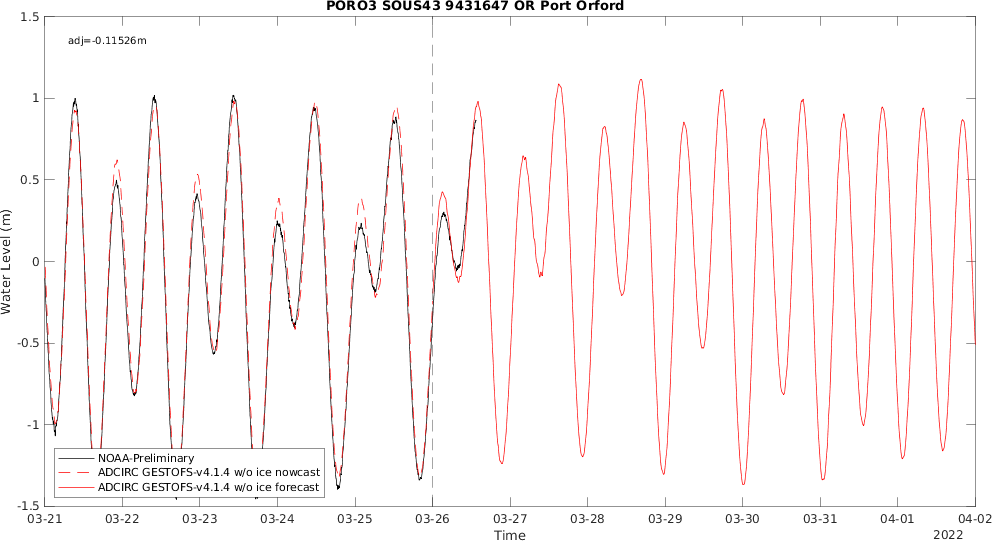 PORO3 SOUS43 9431647 OR Port Orford
adj=-0.11526m
Water Level (m)
1.5
1
0.5
0
-0.5
-1
-1.5
NOAA-Preliminary
ADCIRC GESTOFS-v4.1.4 w/o ice nowcast
ADCIRC GESTOFS-v4.1.4 w/o ice forecast
03-21 03-22 03-23 03-24 03-25 03-26 03-27 03-28 03-29 03-30 03-31 04-01 04-02
Time
2022